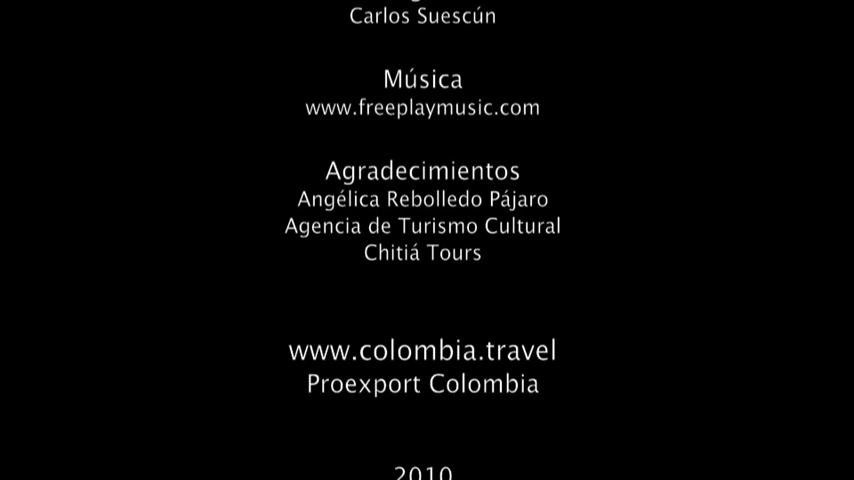 Carlos Suescún
Música
www.freeplaymusic.com
Agradecimientos
Angélica Rebolledo Pájaro
Agencia de Turismo Cultural
Chitiá Tours
www.colombia.travel
Proexport Colombia
2010